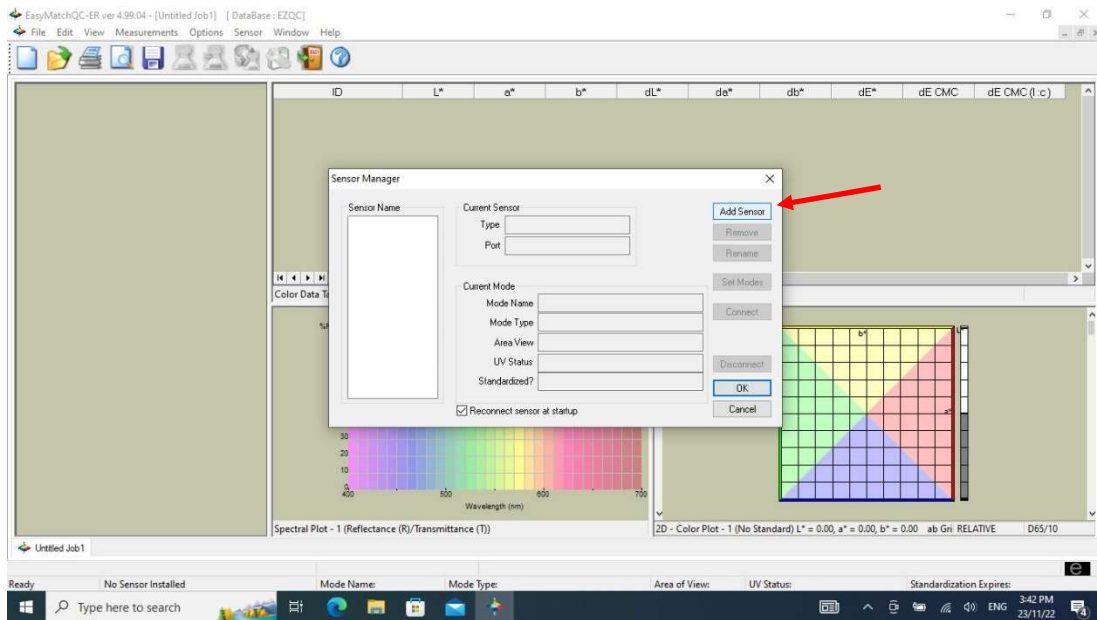 EasyMatchQC-ER ver 4.99.04 - [Untitled Job1] [ DataBase : EZQC]
File Edit View Measurements Options Sensor Window Help
ID L* a* b* dL* da* db* dE* dE CMC dE CMC (l :c )
Sensor Manager
Sensor Name
Current Sensor
Type
Port
Add Sensor
Remove
Rename
Set Modes
Current Mode
Mode Name
Mode Type
Area View
UV Status
Standardized?
Connect
Disconnect
OK
Cancel
Reconnect sensor at startup
Color Data
b*
a*
30
20
10
0
400 500 600 700
Wavelength (nm)
Spectral Plot - 1 (Reflectance (R)/Transmittance (T))
2D - Color Plot - 1 (No Standard) L* = 0.00, a* = 0.00, b* = 0.00 ab Gri RELATIVE D65/10
Untitled Job1
Ready No Sensor Installed Mode Name: Mode Type: Area of View: UV Status: Standardization Expires:
Type here to search
ENG
3:42 PM
23/11/22
4